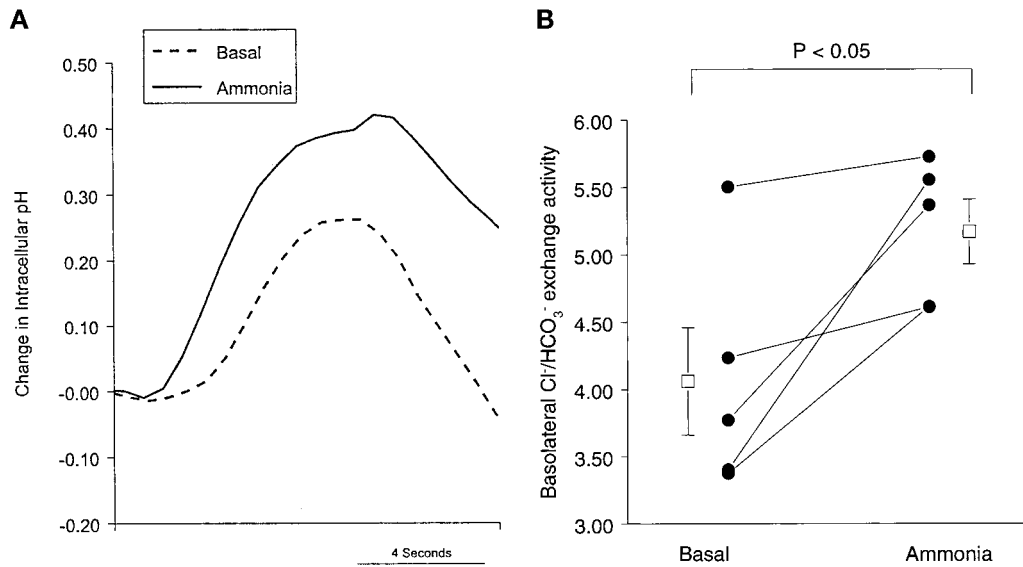 A
Basal
Ammonia
0.50
0.40
0.30
0.20
0.10
-0.00
-0.10
-0.20
Change in Intracellular pH
4 Seconds
B
P < 0.05
6.00
5.50
5.00
4.50
4.00
3.50
3.00
Basolateral Cl⁻/HCO₃⁻ exchange activity
Basal
Ammonia